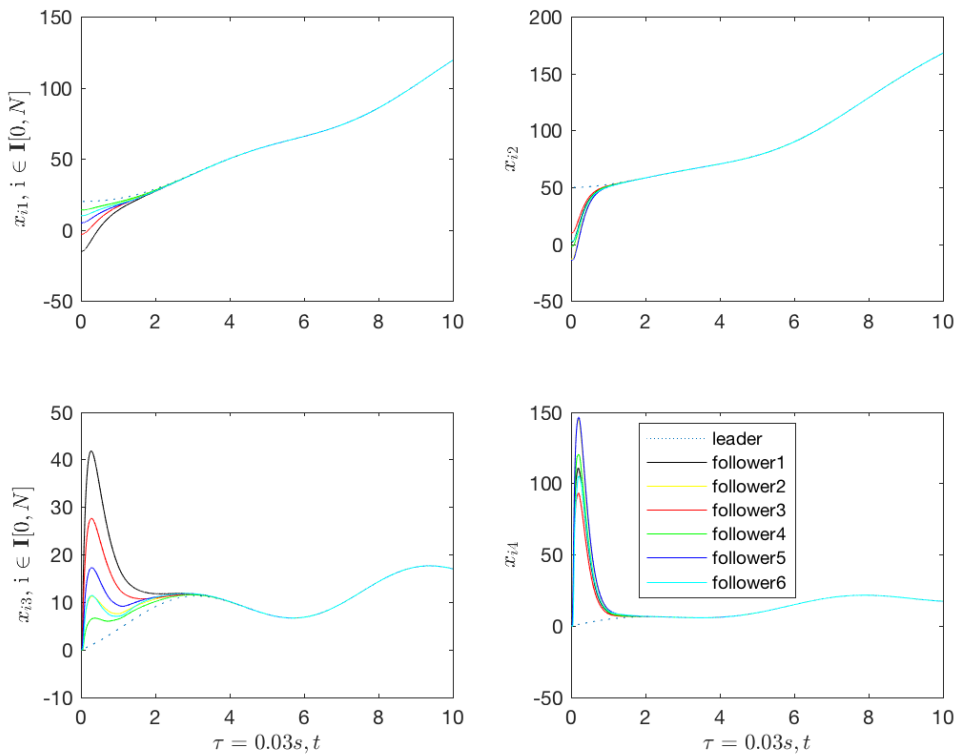 150
100
50
0
-50
0 2 4 6 8 10
x_{i1}, i ∈ I[0, N]
200
150
100
50
0
-50
0 2 4 6 8 10
x_{i2}
50
40
30
20
10
0
-10
0 2 4 6 8 10
x_{i3}, i ∈ I[0, N]
τ = 0.03s, t
150
100
50
0
-50
0 2 4 6 8 10
x_{i4}
τ = 0.03s, t
leader
follower1
follower2
follower3
follower4
follower5
follower6